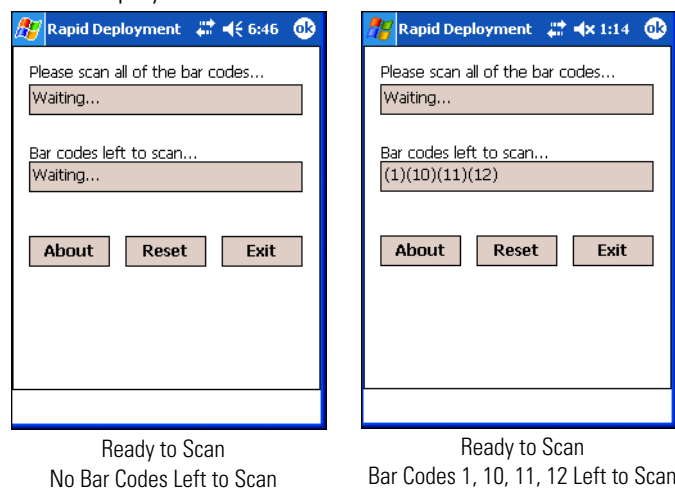 Rapid Deployment 6:46 ok
Please scan all of the bar codes...
Waiting...
Bar codes left to scan...
Waiting...
About Reset Exit
Ready to Scan
No Bar Codes Left to Scan
Rapid Deployment 1:14 ok
Please scan all of the bar codes...
Waiting...
Bar codes left to scan...
(1)(10)(11)(12)
About Reset Exit
Ready to Scan
Bar Codes 1, 10, 11, 12 Left to Scan